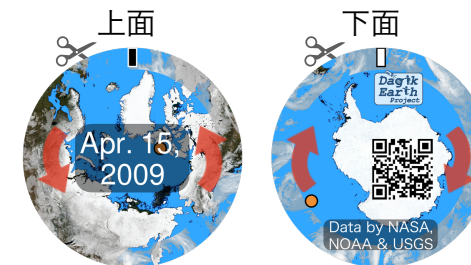 上面
下面
Apr. 15,
2009
Dagik
Earth
Project
Data by NASA,
NOAA & USGS